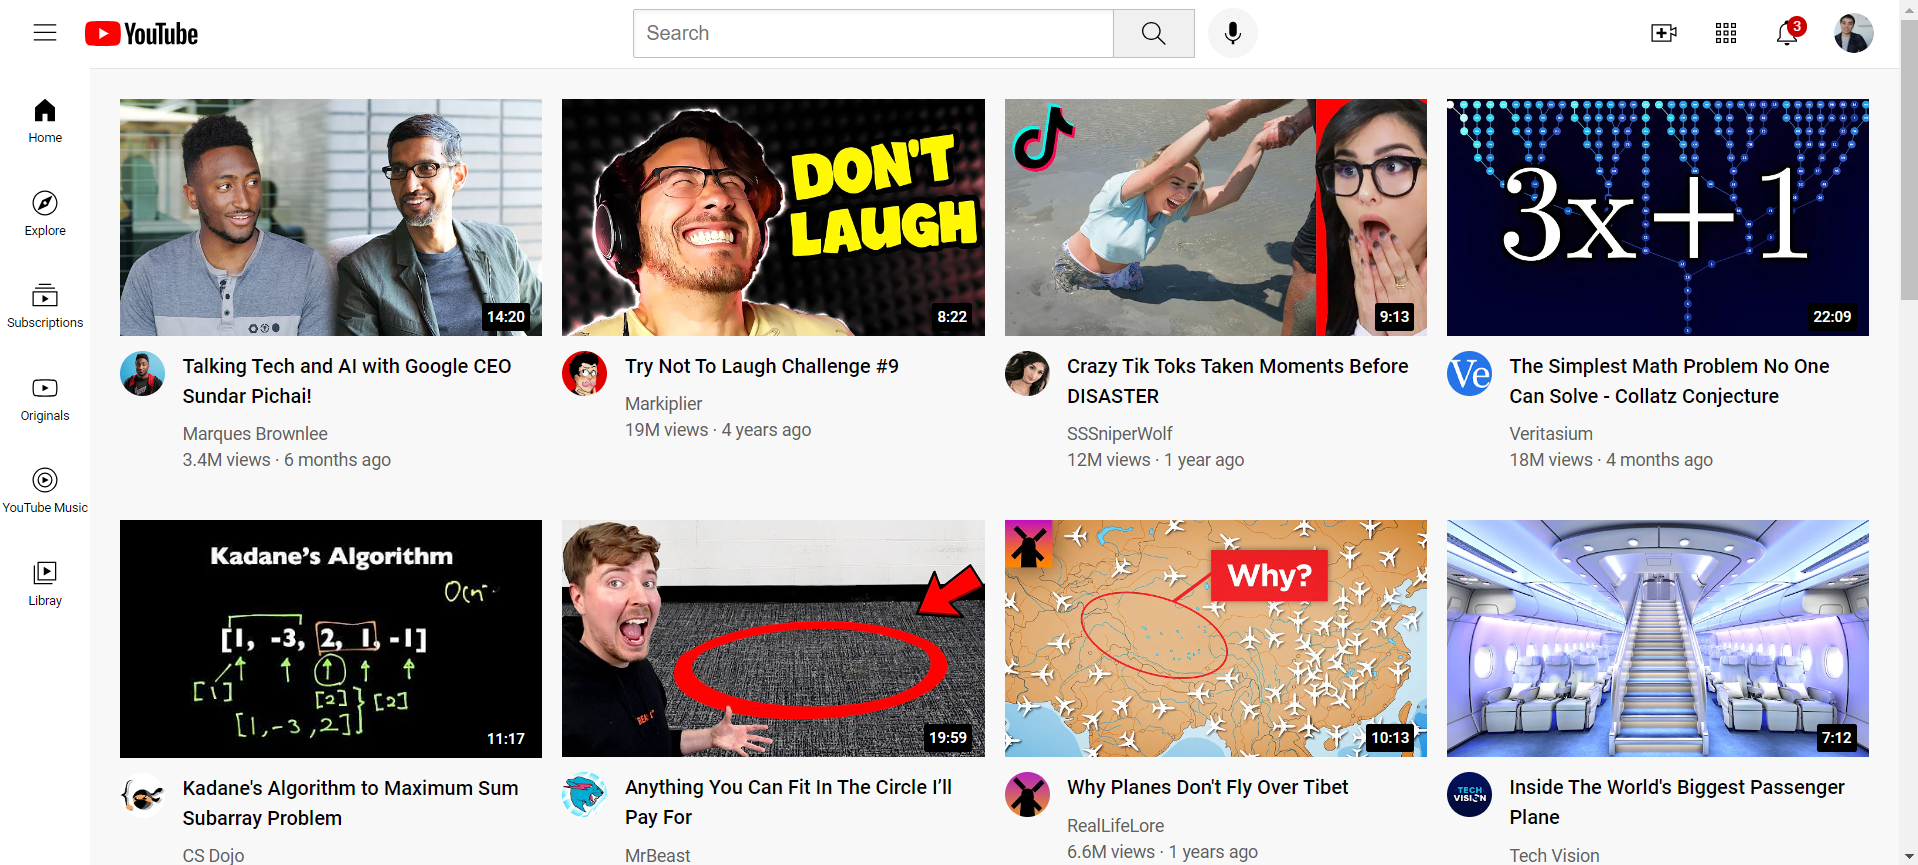 YouTube
Search
3
Home
Explore
Subscriptions
Originals
YouTube Music
Libray
14:20
Talking Tech and AI with Google CEO
Sundar Pichai!
Marques Brownlee
3.4M views · 6 months ago
DON'T
LAUGH
8:22
Try Not To Laugh Challenge #9
Markiplier
19M views · 4 years ago
9:13
Crazy Tik Toks Taken Moments Before
DISASTER
SSSniperWolf
12M views · 1 year ago
3x+1
22:09
Ve
The Simplest Math Problem No One
Can Solve - Collatz Conjecture
Veritasium
18M views · 4 months ago
Kadane's Algorithm
[1, -3, 2, 1, -1]
[1]
[2]
[2]
[1,-3,2]
11:17
Kadane's Algorithm to Maximum Sum
Subarray Problem
CS Dojo
19:59
Anything You Can Fit In The Circle I’ll
Pay For
MrBeast
Why?
10:13
Why Planes Don't Fly Over Tibet
RealLifeLore
6.6M views · 1 years ago
7:12
TECH
VISION
Inside The World's Biggest Passenger
Plane
Tech Vision